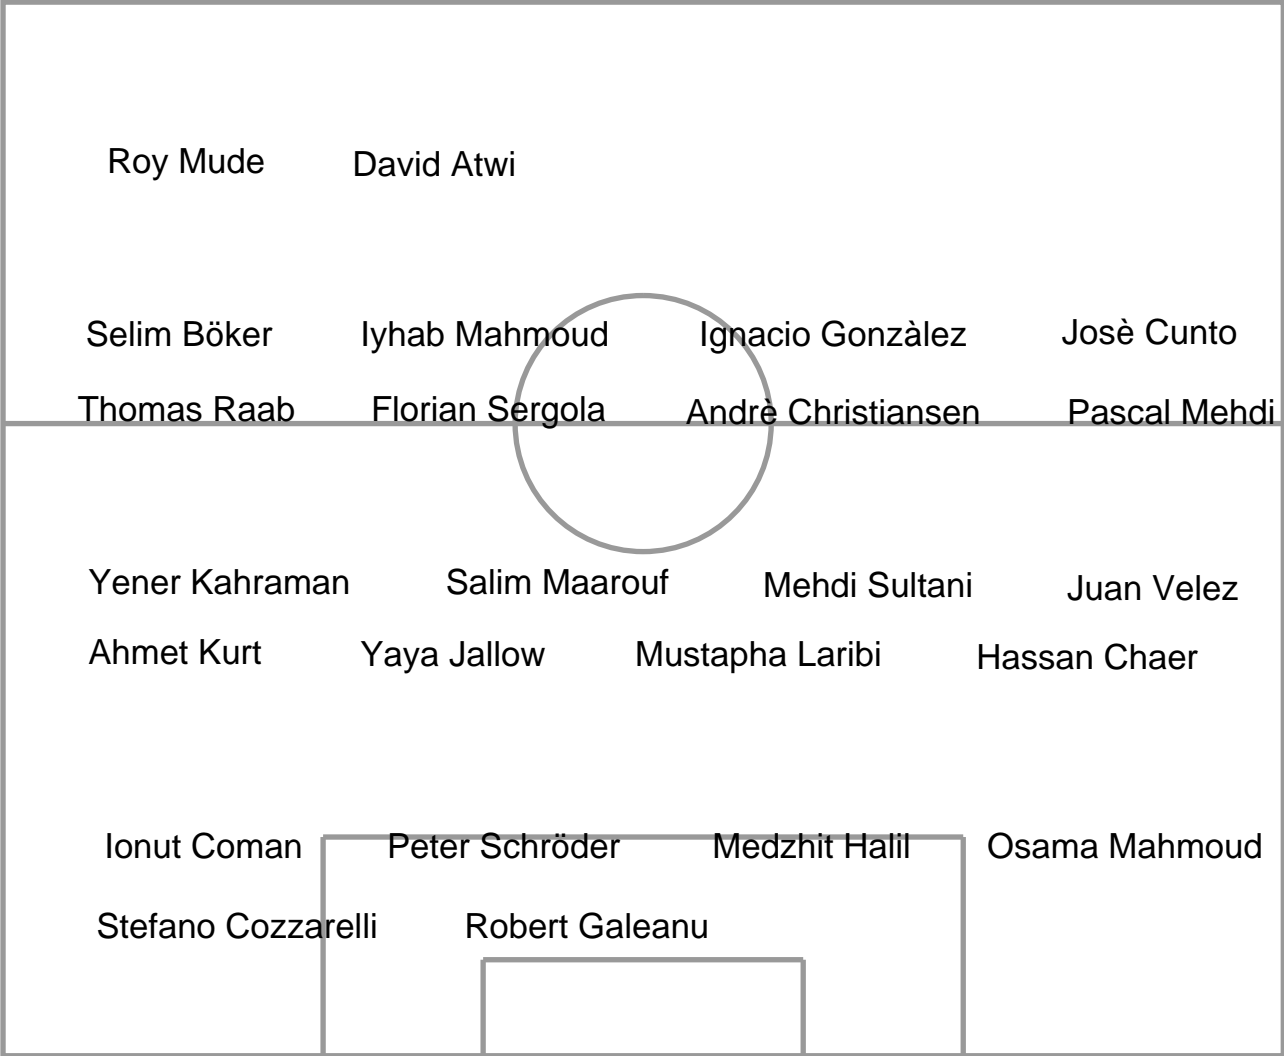 Roy Mude David Atwi
Selim Böker Iyhab Mahmoud Ignacio Gonzàlez Josè Cunto
Thomas Raab Florian Sergola Andrè Christiansen Pascal Mehdi
Yener Kahraman Salim Maarouf Mehdi Sultani Juan Velez
Ahmet Kurt Yaya Jallow Mustapha Laribi Hassan Chaer
Ionut Coman Peter Schröder Medzhit Halil Osama Mahmoud
Stefano Cozzarelli Robert Galeanu